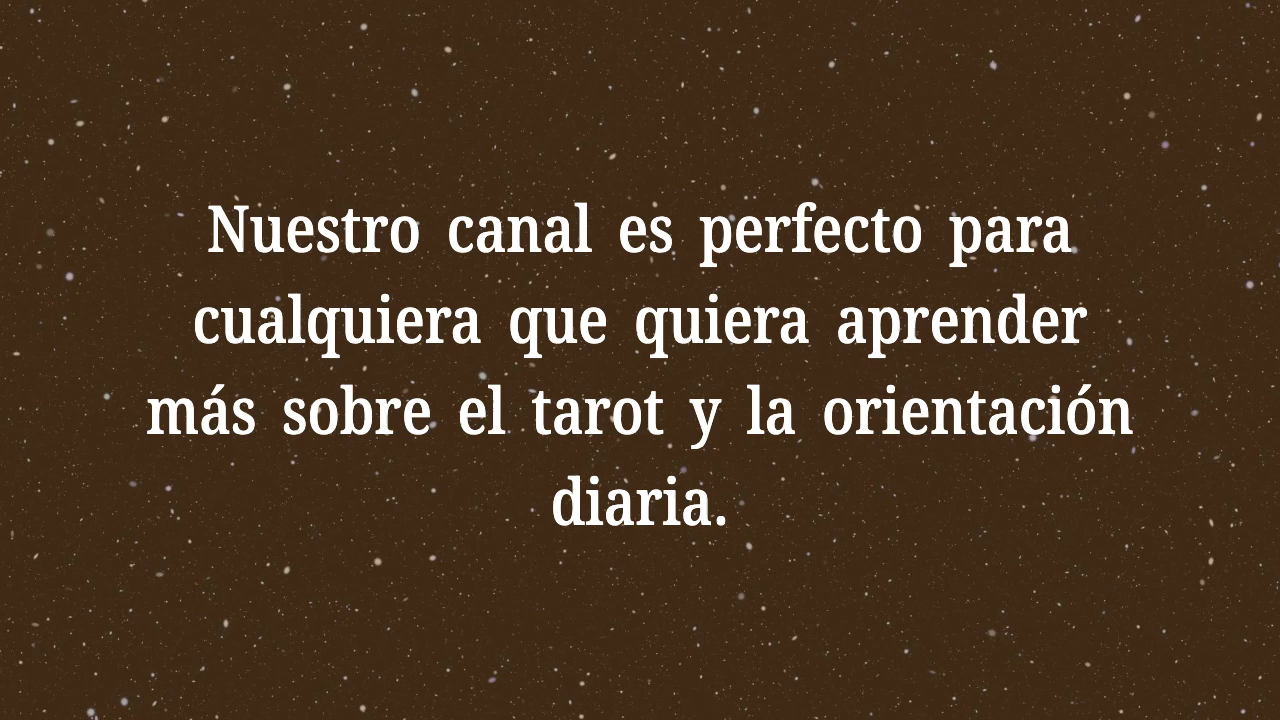 Nuestro canal es perfecto para
cualquiera que quiera aprender
más sobre el tarot y la orientación
diaria.